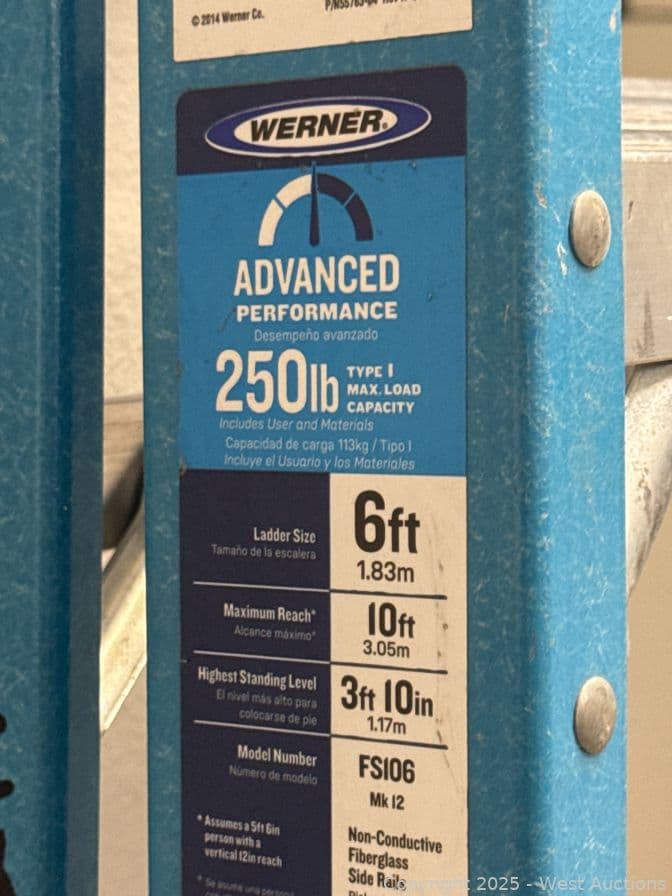 © 2014 Werner Co.
WERNER®
ADVANCED
PERFORMANCE
Desempeño avanzado
250lb TYPE I
MAX. LOAD
CAPACITY
Includes User and Materials
Capacidad de carga 113kg / Tipo I
Incluye el Usuario y los Materiales
Ladder Size
Tamaño de la escalera
6ft
1.83m
Maximum Reach*
Alcance máximo*
10ft
3.05m
Highest Standing Level
El nivel más alto para
colocarse de pie
3ft 10in
1.17m
Model Number
Número de modelo
FS106
Mk 12
* Assumes a 5ft 6in
person with a
vertical 12in reach
* Se asume una persona
Non-Conductive
Fiberglass
Side Rails
Copyright 2025 - West Auctions